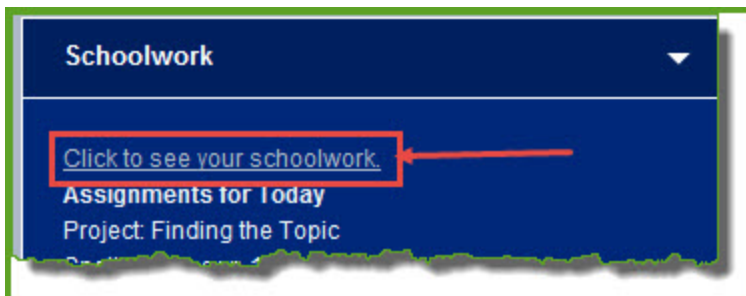 Schoolwork
Click to see your schoolwork.
Assignments for Today
Project: Finding the Topic